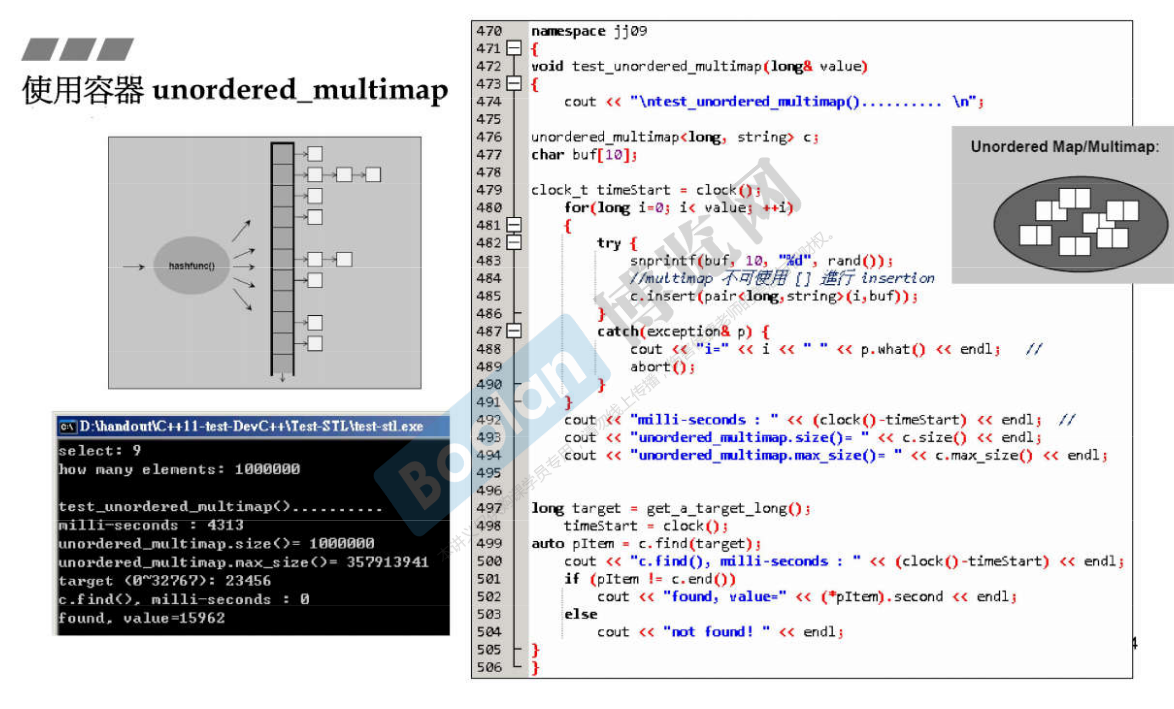 使用容器 unordered_multimap
hashfunc()
D:\handout\C++11-test-DevC++\Test-STL\test-stl.exe
select: 9
how many elements: 1000000
test_unordered_multimap()..........
milli-seconds : 4313
unordered_multimap.size()= 1000000
unordered_multimap.max_size()= 357913941
target (0~32767): 23456
c.find(), milli-seconds : 0
found, value=15962
470 namespace jj09
471 {
472 void test_unordered_multimap(long& value)
473 {
474 cout << "\ntest_unordered_multimap().......... \n";
475
476 unordered_multimap<long, string> c;
477 char buf[10];
478
479 clock_t timeStart = clock();
480 for(long i=0; i< value; ++i)
481 {
482 try {
483 snprintf(buf, 10, "%d", rand());
484 //multimap 不可使用 [] 進行 insertion
485 c.insert(pair<long,string>(i,buf));
486 }
487 catch(exception& p) {
488 cout << "i=" << i << " " << p.what() << endl; //
489 abort();
490 }
491 }
492 cout << "milli-seconds : " << (clock()-timeStart) << endl; //
493 cout << "unordered_multimap.size()= " << c.size() << endl;
494 cout << "unordered_multimap.max_size()= " << c.max_size() << endl;
495
496
497 long target = get_a_target_long();
498 timeStart = clock();
499 auto pItem = c.find(target);
500 cout << "c.find(), milli-seconds : " << (clock()-timeStart) << endl;
501 if (pItem != c.end())
502 cout << "found, value=" << (*pItem).second << endl;
503 else
504 cout << "not found! " << endl;
505 }
506 }
Unordered Map/Multimap:
Boolan
博览网
4